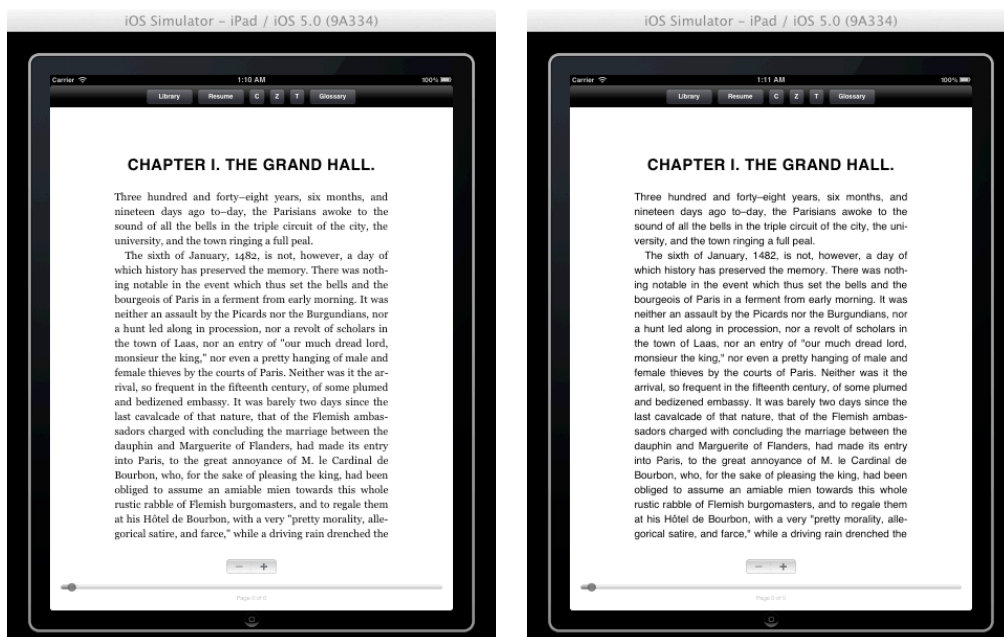 iOS Simulator – iPad / iOS 5.0 (9A334)
Carrier 1:10 AM 100%
Library Resume C Z T Glossary
CHAPTER I. THE GRAND HALL.
Three hundred and forty–eight years, six months, and
nineteen days ago to–day, the Parisians awoke to the
sound of all the bells in the triple circuit of the city, the
university, and the town ringing a full peal.
The sixth of January, 1482, is not, however, a day of
which history has preserved the memory. There was noth-
ing notable in the event which thus set the bells and the
bourgeois of Paris in a ferment from early morning. It was
neither an assault by the Picards nor the Burgundians, nor
a hunt led along in procession, nor a revolt of scholars in
the town of Laas, nor an entry of "our much dread lord,
monsieur the king," nor even a pretty hanging of male and
female thieves by the courts of Paris. Neither was it the ar-
rival, so frequent in the fifteenth century, of some plumed
and bedizened embassy. It was barely two days since the
last cavalcade of that nature, that of the Flemish ambas-
sadors charged with concluding the marriage between the
dauphin and Marguerite of Flanders, had made its entry
into Paris, to the great annoyance of M. le Cardinal de
Bourbon, who, for the sake of pleasing the king, had been
obliged to assume an amiable mien towards this whole
rustic rabble of Flemish burgomasters, and to regale them
at his Hôtel de Bourbon, with a very "pretty morality, alle-
gorical satire, and farce," while a driving rain drenched the
– +
Page 0 of 0
iOS Simulator – iPad / iOS 5.0 (9A334)
Carrier 1:11 AM 100%
Library Resume C Z T Glossary
CHAPTER I. THE GRAND HALL.
Three hundred and forty–eight years, six months, and
nineteen days ago to–day, the Parisians awoke to the
sound of all the bells in the triple circuit of the city, the uni-
versity, and the town ringing a full peal.
The sixth of January, 1482, is not, however, a day of
which history has preserved the memory. There was noth-
ing notable in the event which thus set the bells and the
bourgeois of Paris in a ferment from early morning. It was
neither an assault by the Picards nor the Burgundians, nor
a hunt led along in procession, nor a revolt of scholars in
the town of Laas, nor an entry of "our much dread lord,
monsieur the king," nor even a pretty hanging of male and
female thieves by the courts of Paris. Neither was it the
arrival, so frequent in the fifteenth century, of some plumed
and bedizened embassy. It was barely two days since the
last cavalcade of that nature, that of the Flemish ambas-
sadors charged with concluding the marriage between the
dauphin and Marguerite of Flanders, had made its entry
into Paris, to the great annoyance of M. le Cardinal de
Bourbon, who, for the sake of pleasing the king, had been
obliged to assume an amiable mien towards this whole
rustic rabble of Flemish burgomasters, and to regale them
at his Hôtel de Bourbon, with a very "pretty morality, alle-
gorical satire, and farce," while a driving rain drenched the
– +